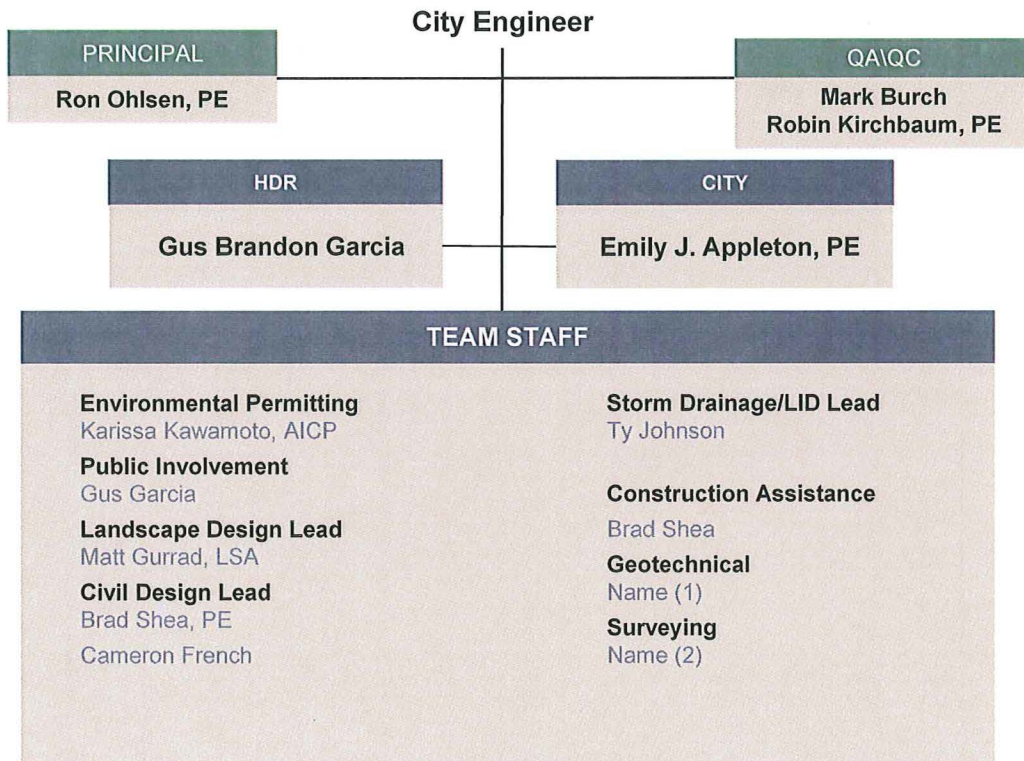 City Engineer
PRINCIPAL
Ron Ohlsen, PE
QA\QC
Mark Burch
Robin Kirchbaum, PE
HDR
Gus Brandon Garcia
CITY
Emily J. Appleton, PE
TEAM STAFF
Environmental Permitting
Karissa Kawamoto, AICP
Public Involvement
Gus Garcia
Landscape Design Lead
Matt Gurrad, LSA
Civil Design Lead
Brad Shea, PE
Cameron French
Storm Drainage/LID Lead
Ty Johnson
Construction Assistance
Brad Shea
Geotechnical
Name (1)
Surveying
Name (2)